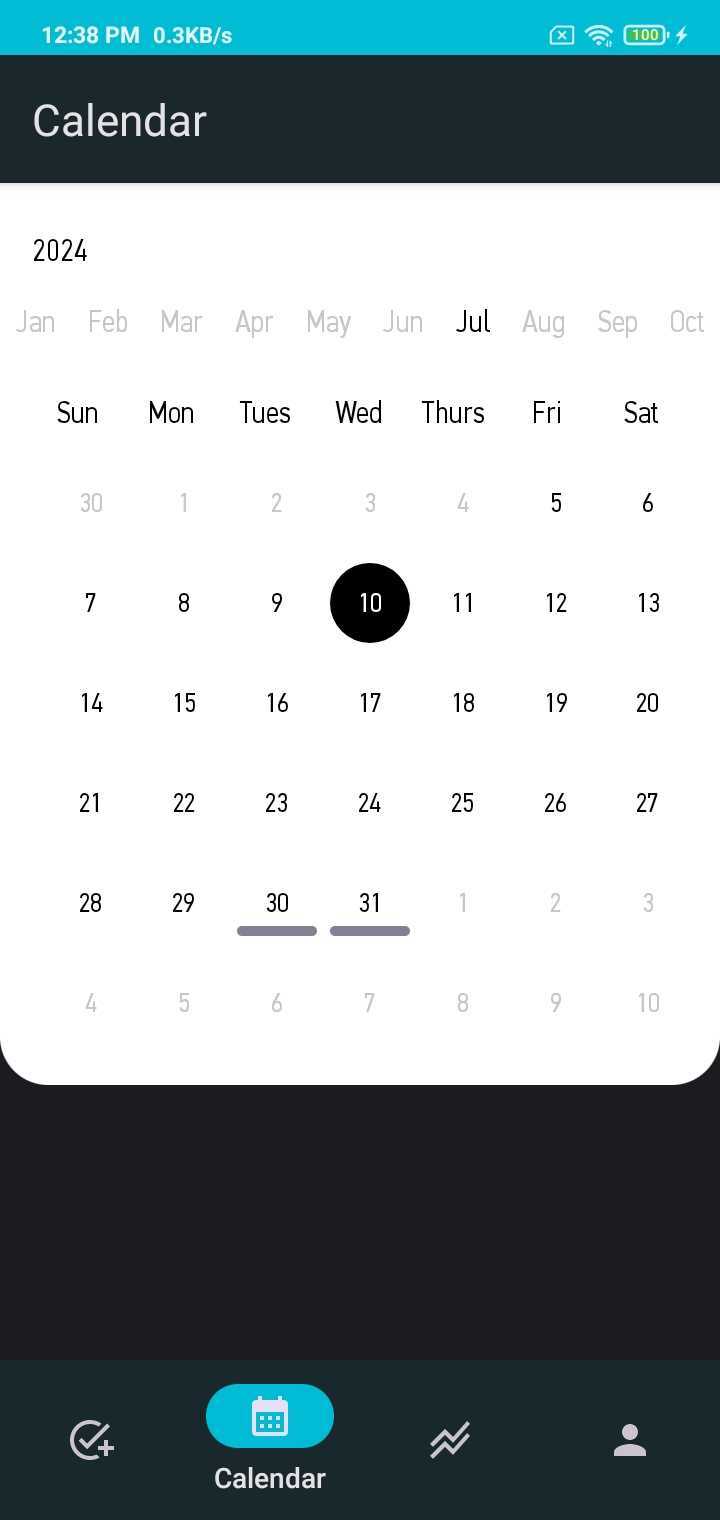 12:38 PM 0.3KB/s 100
Calendar
2024
Jan Feb Mar Apr May Jun Jul Aug Sep Oct
Sun Mon Tues Wed Thurs Fri Sat
30 1 2 3 4 5 6
7 8 9 10 11 12 13
14 15 16 17 18 19 20
21 22 23 24 25 26 27
28 29 30 31 1 2 3
4 5 6 7 8 9 10
Calendar